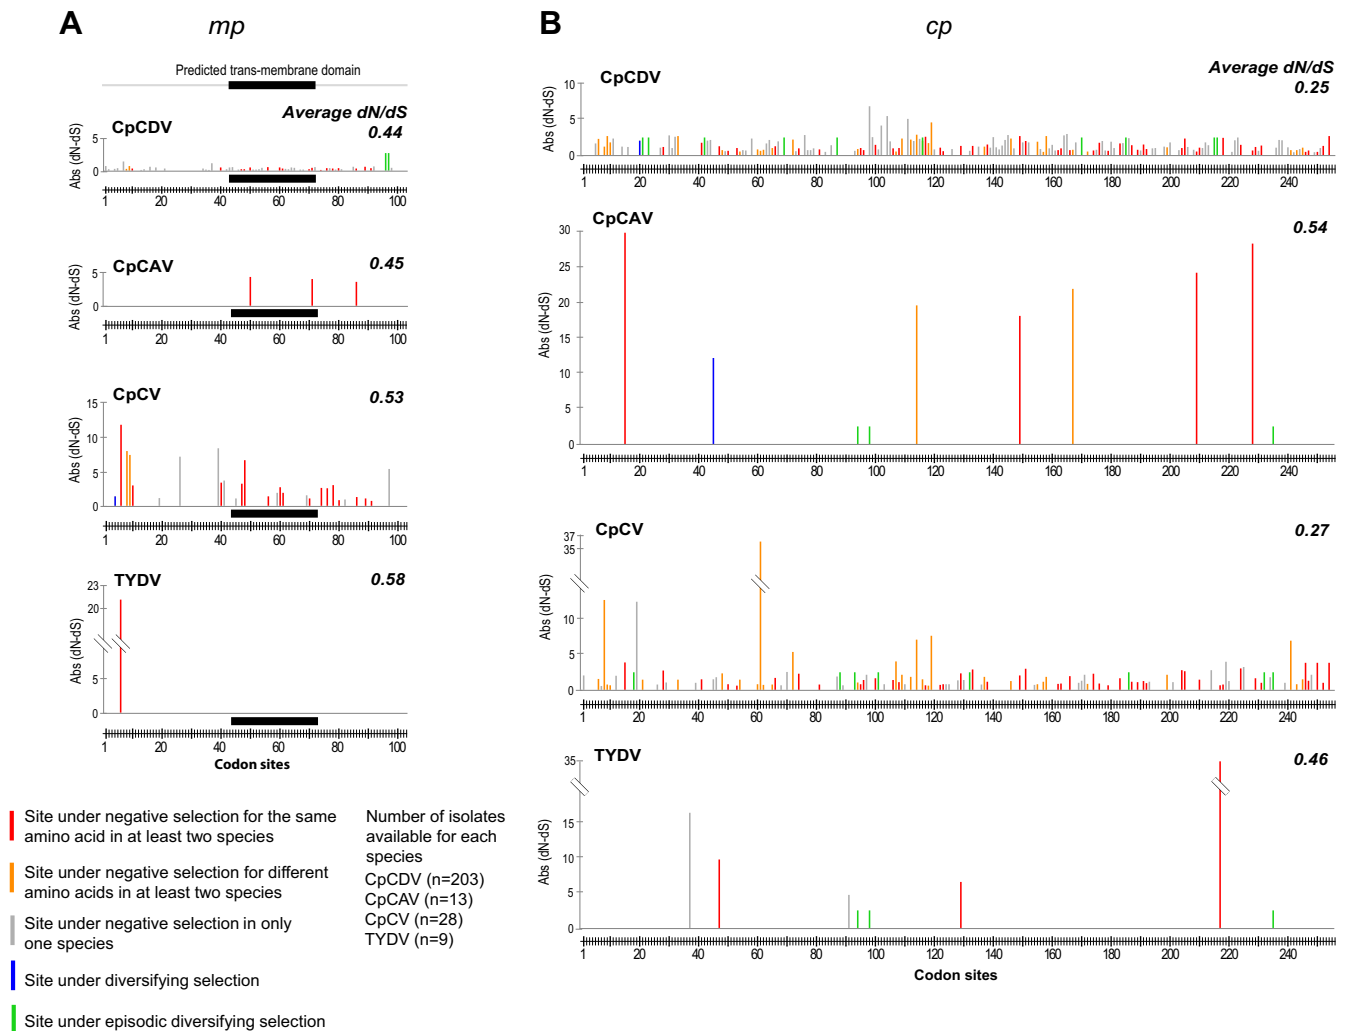 A
mp
Predicted trans-membrane domain
Average dN/dS
CpCDV
0.44
Abs (dN-dS)
5
0
1 20 40 60 80 100
CpCAV
0.45
Abs (dN-dS)
5
0
1 20 40 60 80 100
CpCV
0.53
Abs (dN-dS)
15
10
5
0
1 20 40 60 80 100
TYDV
0.58
Abs (dN-dS)
23
20
5
0
1 20 40 60 80 100
Codon sites
B
cp
Average dN/dS
CpCDV
0.25
Abs (dN-dS)
10
5
0
1 20 40 60 80 100 120 140 160 180 200 220 240
CpCAV
0.54
Abs (dN-dS)
30
25
20
15
10
5
0
1 20 40 60 80 100 120 140 160 180 200 220 240
CpCV
0.27
Abs (dN-dS)
37
35
10
5
0
1 20 40 60 80 100 120 140 160 180 200 220 240
TYDV
0.46
Abs (dN-dS)
35
15
10
5
0
1 20 40 60 80 100 120 140 160 180 200 220 240
Codon sites
Site under negative selection for the same
amino acid in at least two species
Site under negative selection for different
amino acids in at least two species
Site under negative selection in only
one species
Site under diversifying selection
Site under episodic diversifying selection
Number of isolates
available for each
species
CpCDV (n=203)
CpCAV (n=13)
CpCV (n=28)
TYDV (n=9)